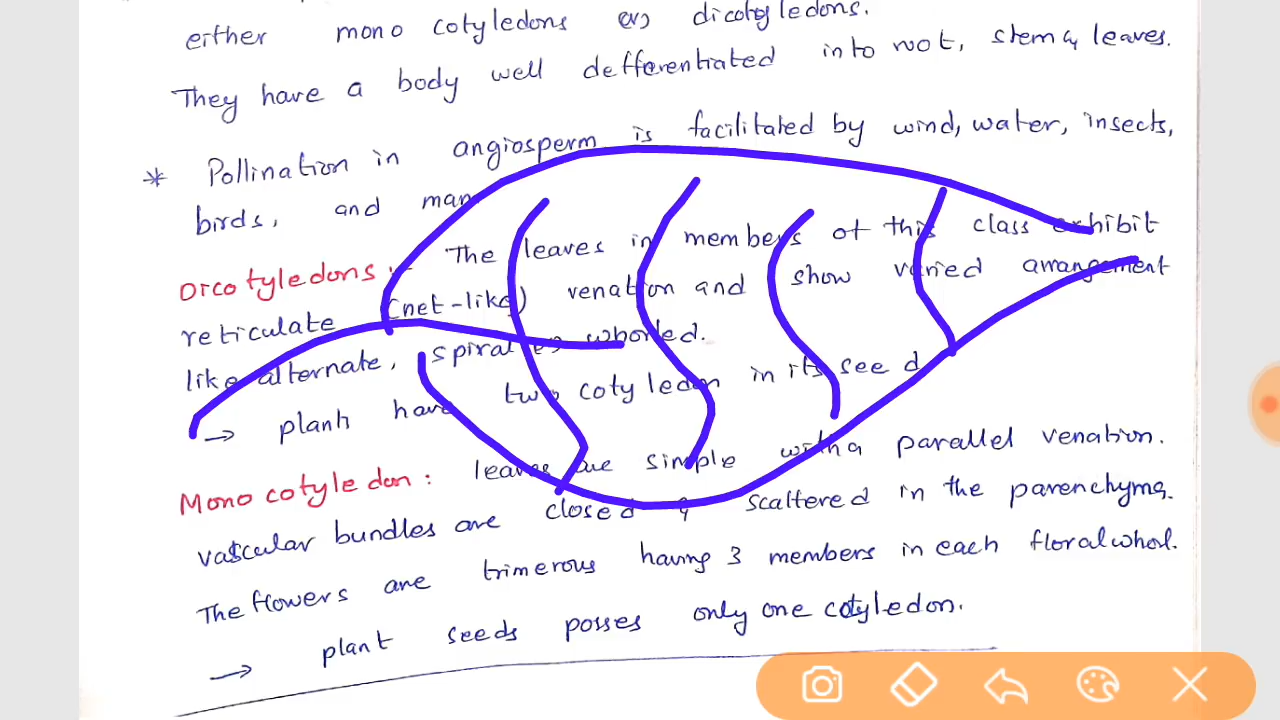 either mono cotyledons (or) dicotyledons.
They have a body well defferentiated into root, stem & leaves.
* Pollination in angiosperm is facilitated by wind, water, insects,
birds, and man
Dicotyledons :- The leaves in members of this class exhibit
reticulate (net-like) venation and show varied arrangement
like alternate, spiral or whorled.
→ plants have two cotyledon in its seed
Mono cotyledon : leaves are simple with a parallel venation.
vascular bundles are closed & scattered in the parenchyma.
The flowers are trimerous having 3 members in each floral whorl.
→ plant seeds posses only one cotyledon.